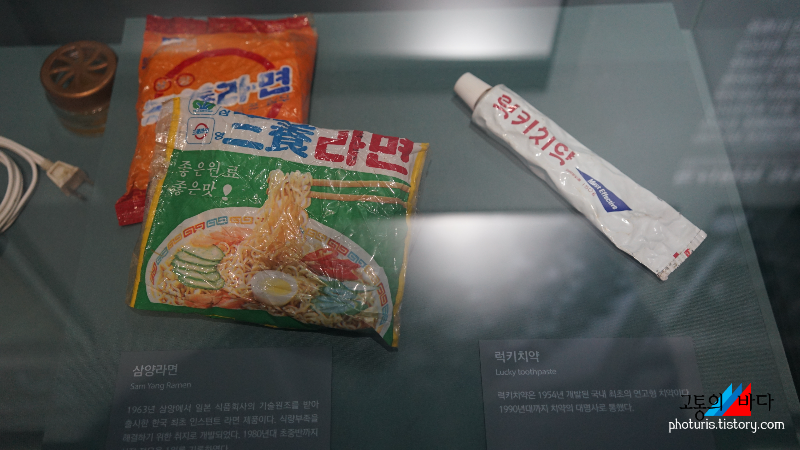 라면
삼
양
三養라면
좋은원료
좋은맛!
럭키치약
Most Effective
삼양라면
Sam Yang Ramen
1963년 삼양에서 일본 식품회사의 기술원조를 받아
출시한 한국 최초 인스턴트 라면 제품이다. 식량부족을
해결하기 위한 취지로 개발되었다. 1980년대 초중반까지
럭키치약
Lucky toothpaste
럭키치약은 1954년 개발된 국내 최초의 연고형 치약이다.
1990년대까지 치약의 대명사로 통했다.
고통의 바다
photuris.tistory.com